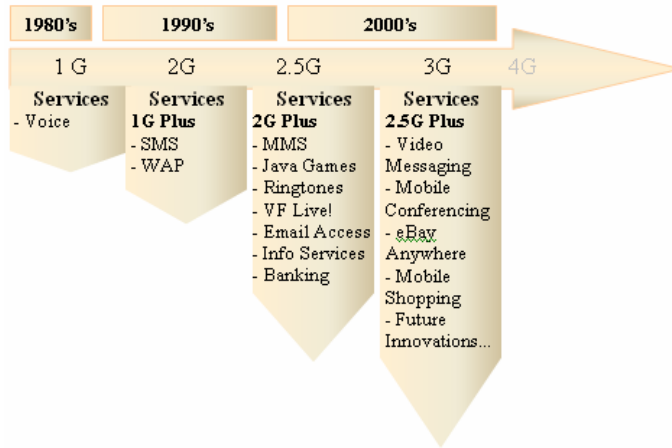 1980's
1990's
2000's
1 G
2G
2.5G
3G
4G
Services
- Voice
Services
1G Plus
- SMS
- WAP
Services
2G Plus
- MMS
- Java Games
- Ringtones
- VF Live!
- Email Access
- Info Services
- Banking
Services
2.5G Plus
- Video
Messaging
- Mobile
Conferencing
- eBay
Anywhere
- Mobile
Shopping
- Future
Innovations...